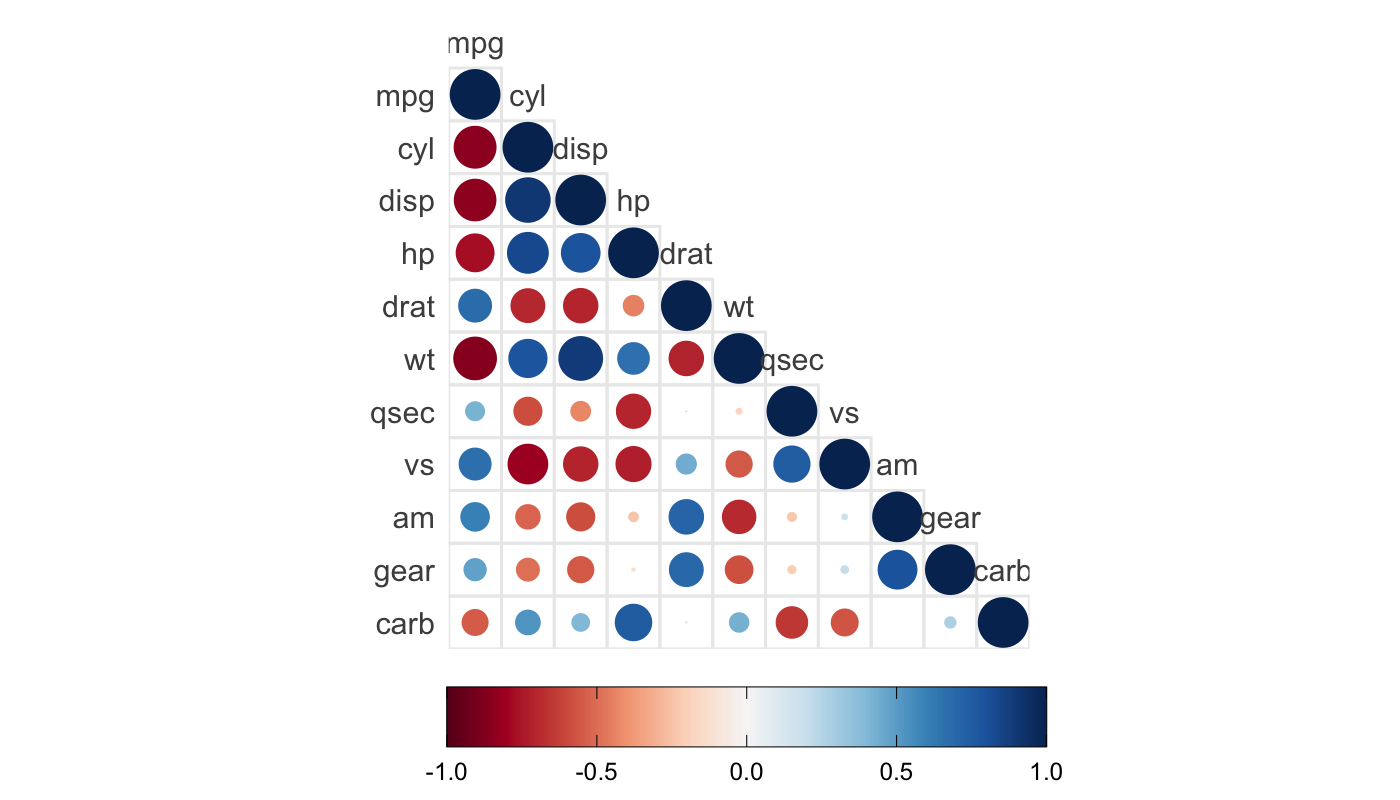 mpg
mpg cyl
cyl disp
disp hp
hp drat
drat wt
wt qsec
qsec vs
vs am
am gear
gear carb
carb
-1.0 -0.5 0.0 0.5 1.0